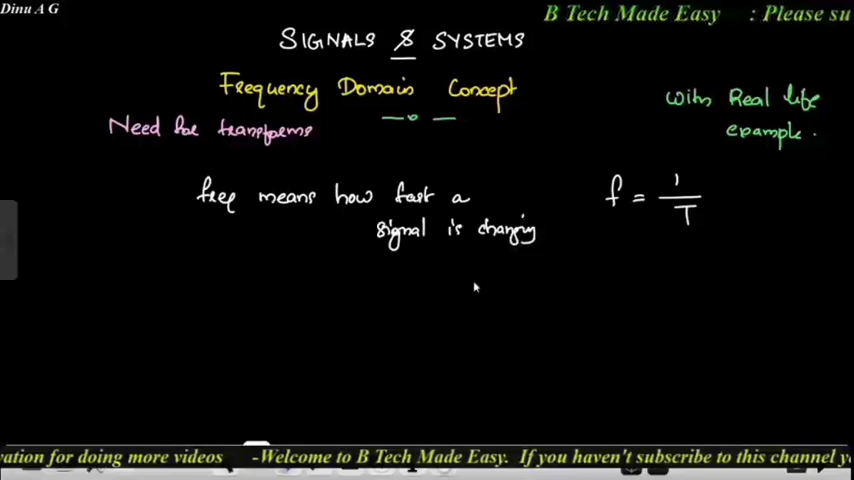 Dinu A G
B Tech Made Easy : Please su
SIGNALS & SYSTEMS
Frequency Domain Concept
Need for transforms
with Real life
example.
freq means how fast a
signal is changing
f = 1/T
vation for doing more videos -Welcome to B Tech Made Easy. If you haven't subscribe to this channel y